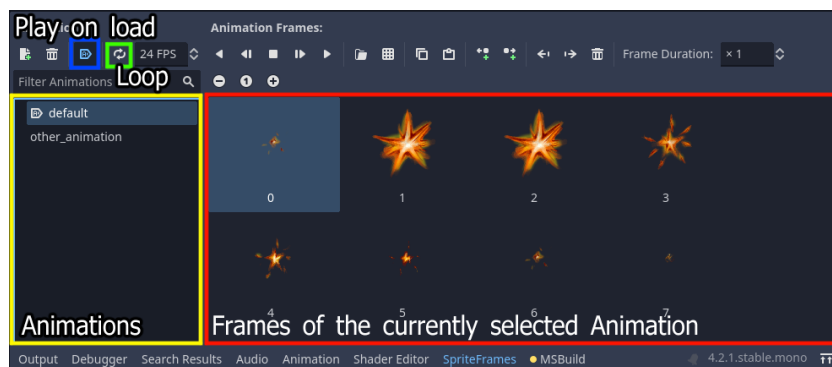 Play on load
Animation Frames:
24 FPS
Frame Duration:
× 1
Loop
Filter Animations
default
other_animation
0
1
2
3
4
5
6
7
Animations
Frames of the currently selected Animation
Output Debugger Search Results Audio Animation Shader Editor SpriteFrames MSBuild 4.2.1.stable.mono